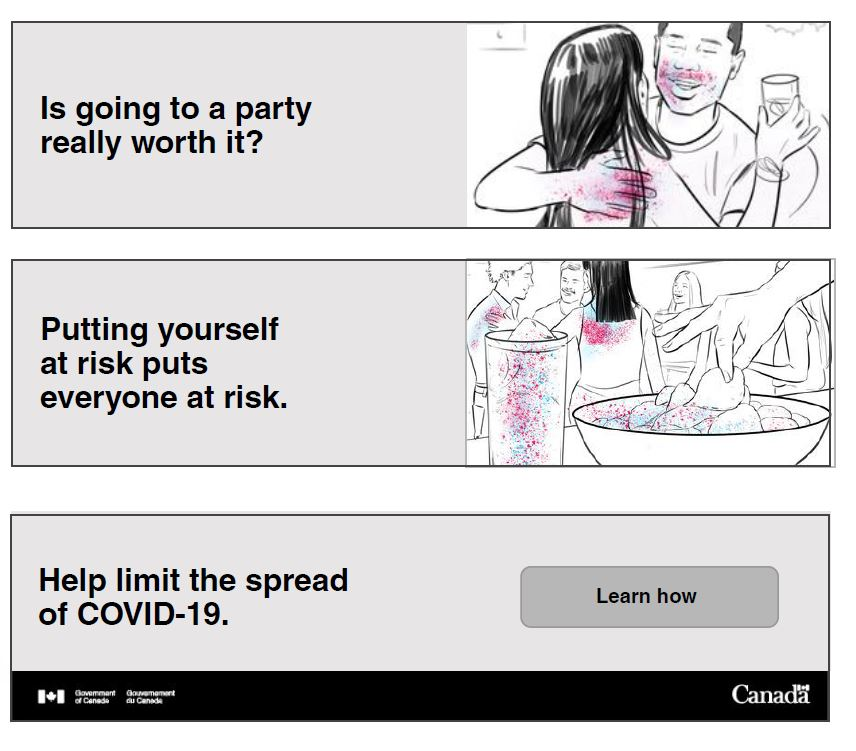 Is going to a party
really worth it?
Putting yourself
at risk puts
everyone at risk.
Help limit the spread
of COVID-19.
Learn how
Government
of Canada
Gouvernement
du Canada
Canada